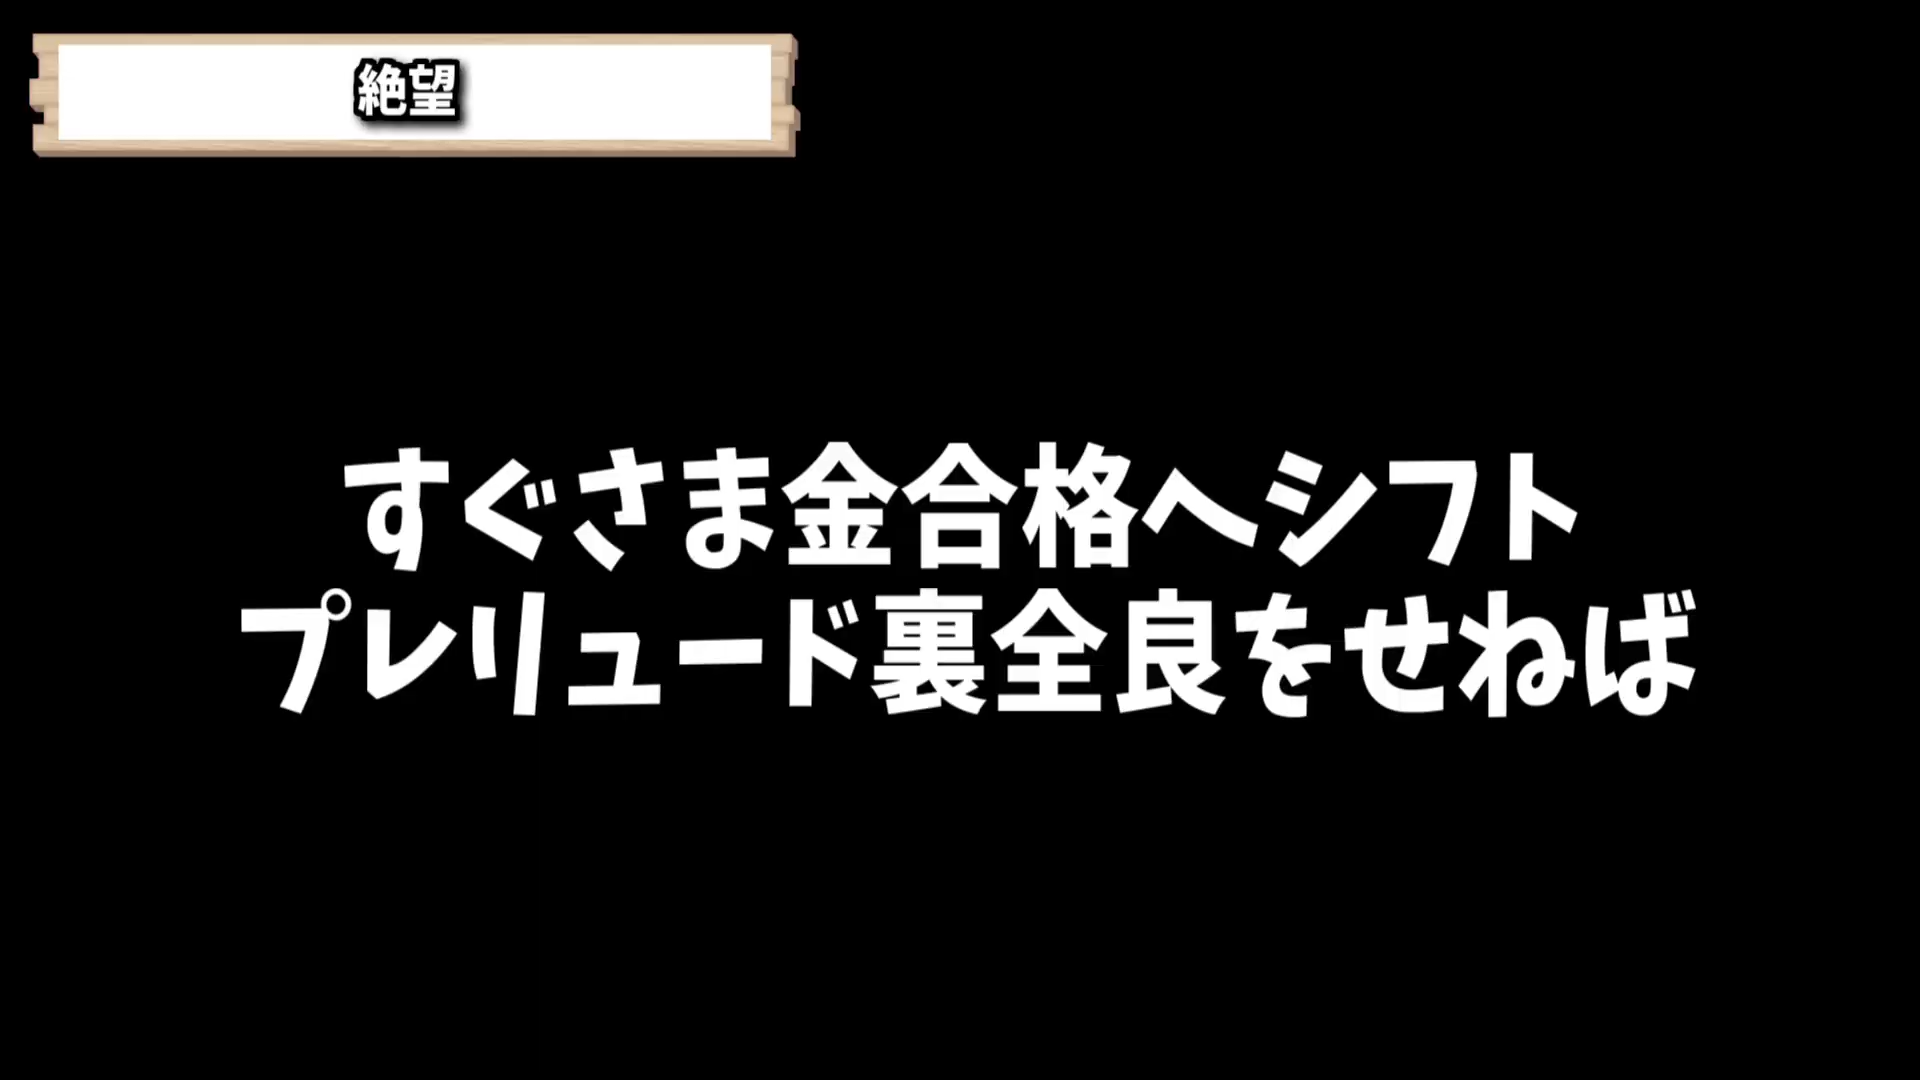 絶望
すぐさま金合格へシフト
プレリュード裏全良をせねば